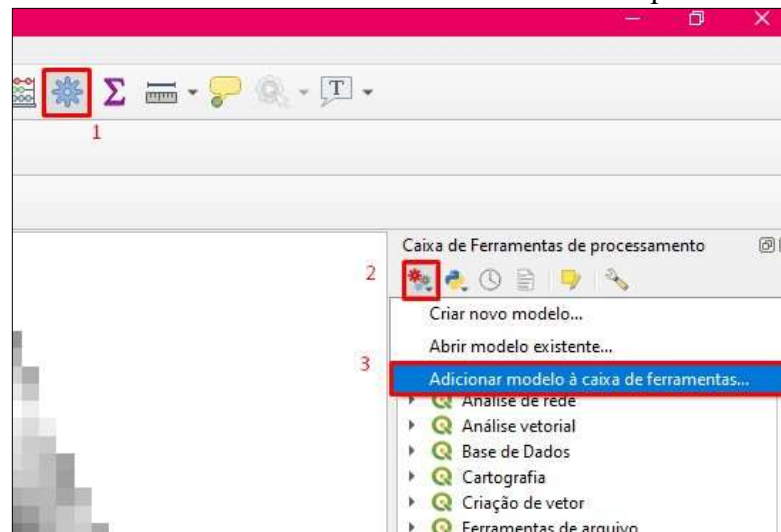 1
Caixa de Ferramentas de processamento
2
Criar novo modelo...
Abrir modelo existente...
3
Adicionar modelo à caixa de ferramentas...
Análise de rede
Análise vetorial
Base de Dados
Cartografia
Criação de vetor
Ferramentas de arquivo